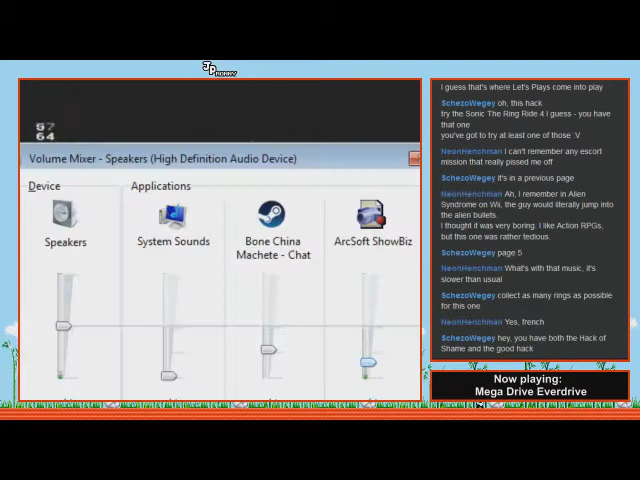 JP
RONNY
57
64
Volume Mixer - Speakers (High Definition Audio Device)
Device
Applications
Speakers
System Sounds
Bone China
Machete - Chat
ArcSoft ShowBiz
I guess that's where Let's Plays come into play
SchezoWegey oh, this hack
try the Sonic The Ring Ride 4 I guess - you have
that one
you've got to try at least one of those :V
NeonHenchman I can't remember any escort
mission that really pissed me off
SchezoWegey it's in a previous page
NeonHenchman Ah, I remember in Alien
Syndrome on Wii, the guy would literally jump into
the alien bullets.
I thought it was very boring. I like Action RPGs,
but this one was rather tedious.
SchezoWegey page 5
NeonHenchman What's with that music, it's
slower than usual
SchezoWegey collect as many rings as possible
for this one
NeonHenchman Yes, french
SchezoWegey hey, you have both the Hack of
Shame and the good hack
Now playing:
Mega Drive Everdrive